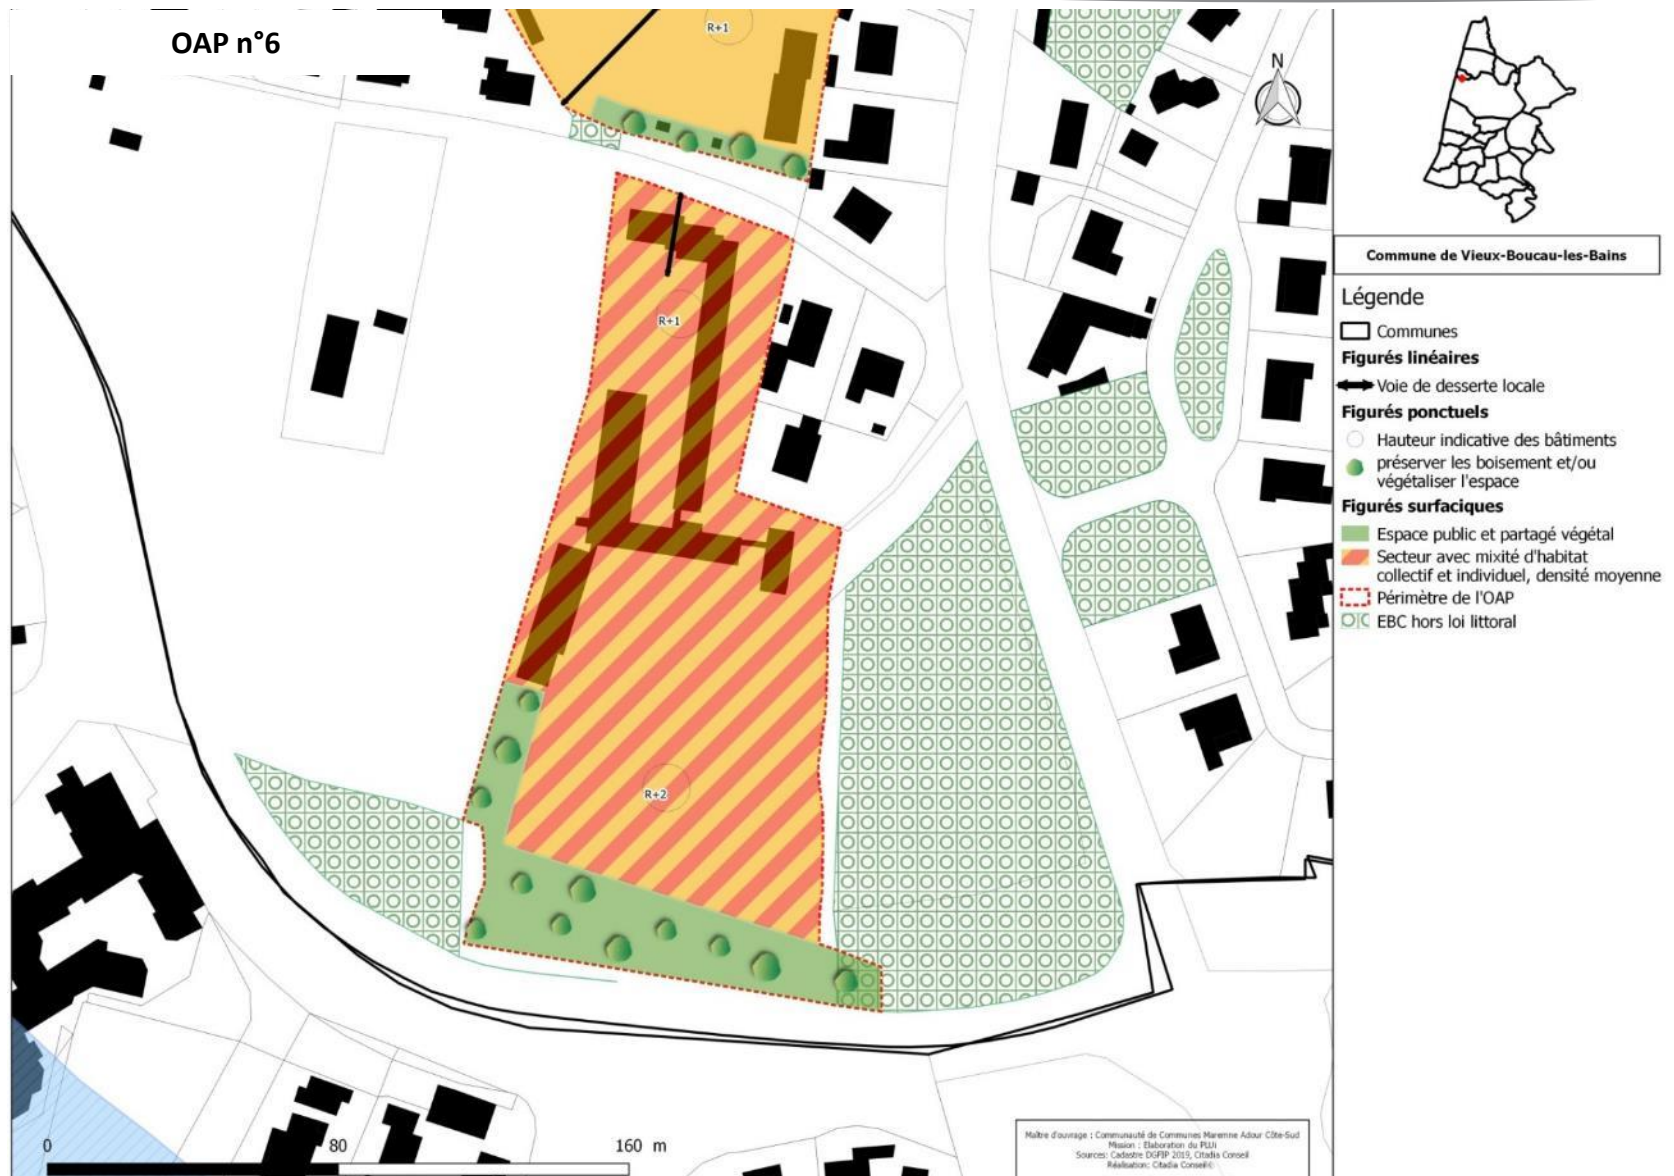 OAP n°6
R+1
N
R+1
R+2
0 80 160 m
Commune de Vieux-Boucau-les-Bains
Légende
Communes
Figurés linéaires
Voie de desserte locale
Figurés ponctuels
Hauteur indicative des bâtiments
préserver les boisement et/ou
végétaliser l'espace
Figurés surfaciques
Espace public et partagé végétal
Secteur avec mixité d'habitat
collectif et individuel, densité moyenne
Périmètre de l'OAP
EBC hors loi littoral
Maître d'ouvrage : Communauté de Communes Maremne Adour Côte-Sud
Mission : Elaboration du PLUi
Sources: Cadastre DGFIP 2019, Citadia Conseil
Réalisation: Citadia Conseil©